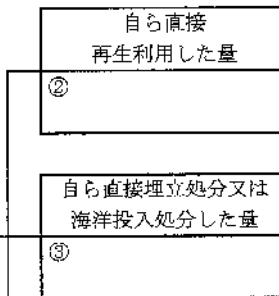 自ら直接
再生利用した量
②
自ら直接埋立処分又は
海洋投入処分した量
③